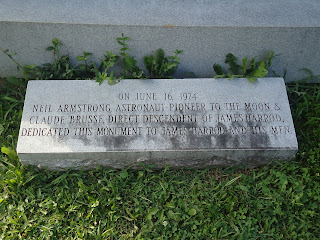 ON JUNE 16, 1974
NEIL ARMSTRONG, ASTRONAUT PIONEER TO THE MOON &
CLAUDE BRUSSE, DIRECT DESCENDENT OF JAMES HARROD,
DEDICATED THIS MONUMENT TO JAMES HARROD AND HIS MEN.